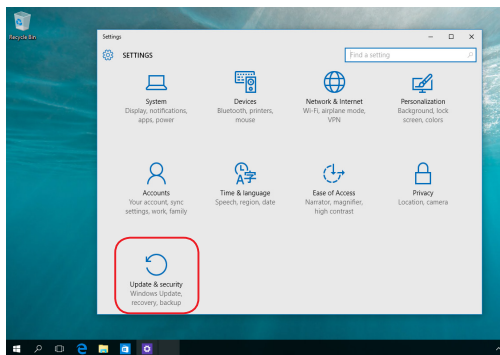 Recycle Bin
Settings
SETTINGS
Find a setting
System
Display, notifications,
apps, power
Devices
Bluetooth, printers,
mouse
Network & Internet
Wi-Fi, airplane mode,
VPN
Personalization
Background, lock
screen, colors
Accounts
Your account, sync
settings, work, family
Time & language
Speech, region, date
Ease of Access
Narrator, magnifier,
high contrast
Privacy
Location, camera
Update & security
Windows Update,
recovery, backup